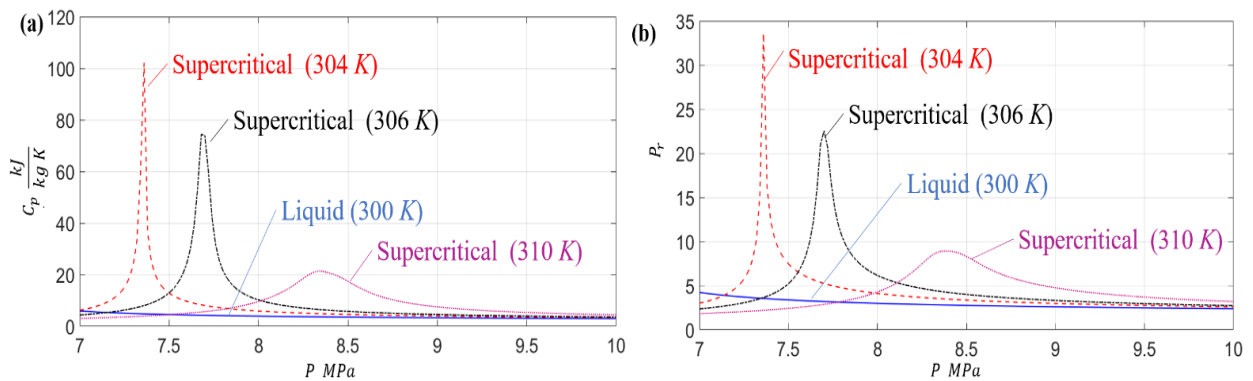 (a)
120
100
80
60
40
20
0
C_p kJ / kg K
Supercritical (304 K)
Supercritical (306 K)
Liquid (300 K)
Supercritical (310 K)
7 7.5 8 8.5 9 9.5 10
P MPa
(b)
35
30
25
20
15
10
5
0
P_r
Supercritical (304 K)
Supercritical (306 K)
Liquid (300 K)
Supercritical (310 K)
7 7.5 8 8.5 9 9.5 10
P MPa